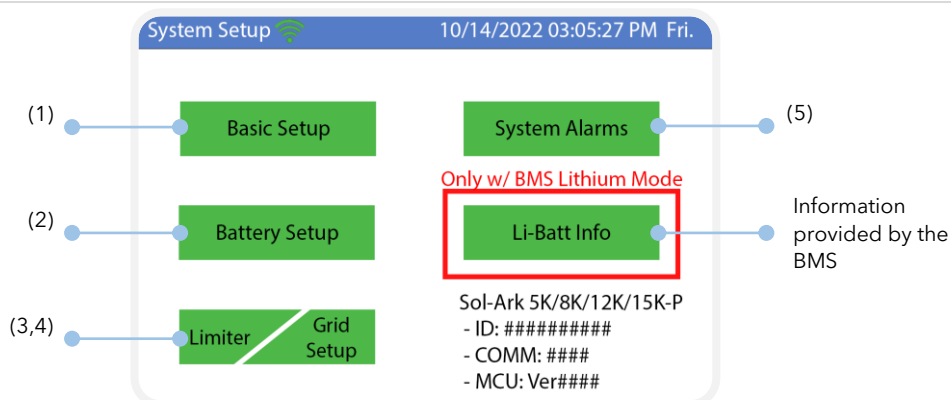 System Setup
10/14/2022 03:05:27 PM Fri.
(1)
Basic Setup
System Alarms
(5)
Only w/ BMS Lithium Mode
(2)
Battery Setup
Li-Batt Info
Information
provided by the
BMS
(3,4)
Limiter
Grid
Setup
Sol-Ark 5K/8K/12K/15K-P
- ID: ##########
- COMM: ####
- MCU: Ver####